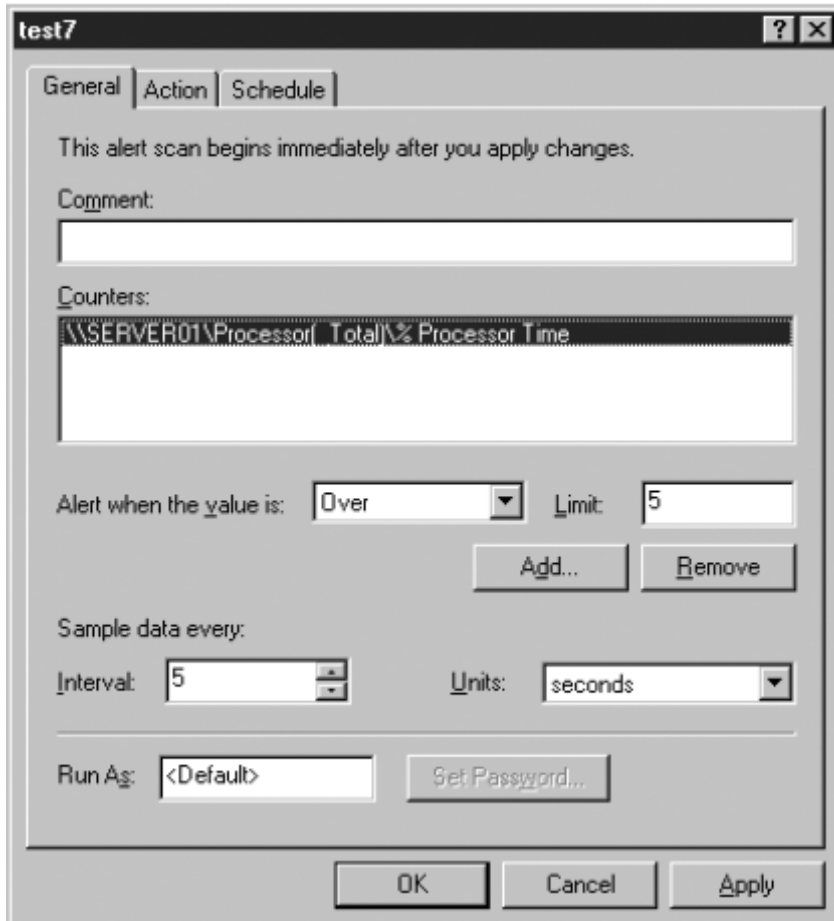 test7
General Action Schedule
This alert scan begins immediately after you apply changes.
Comment:
Counters:
\\SERVER01\Processor(_Total)\% Processor Time
Alert when the value is: Over Limit: 5
Add... Remove
Sample data every:
Interval: 5 Units: seconds
Run As: <Default> Set Password...
OK Cancel Apply